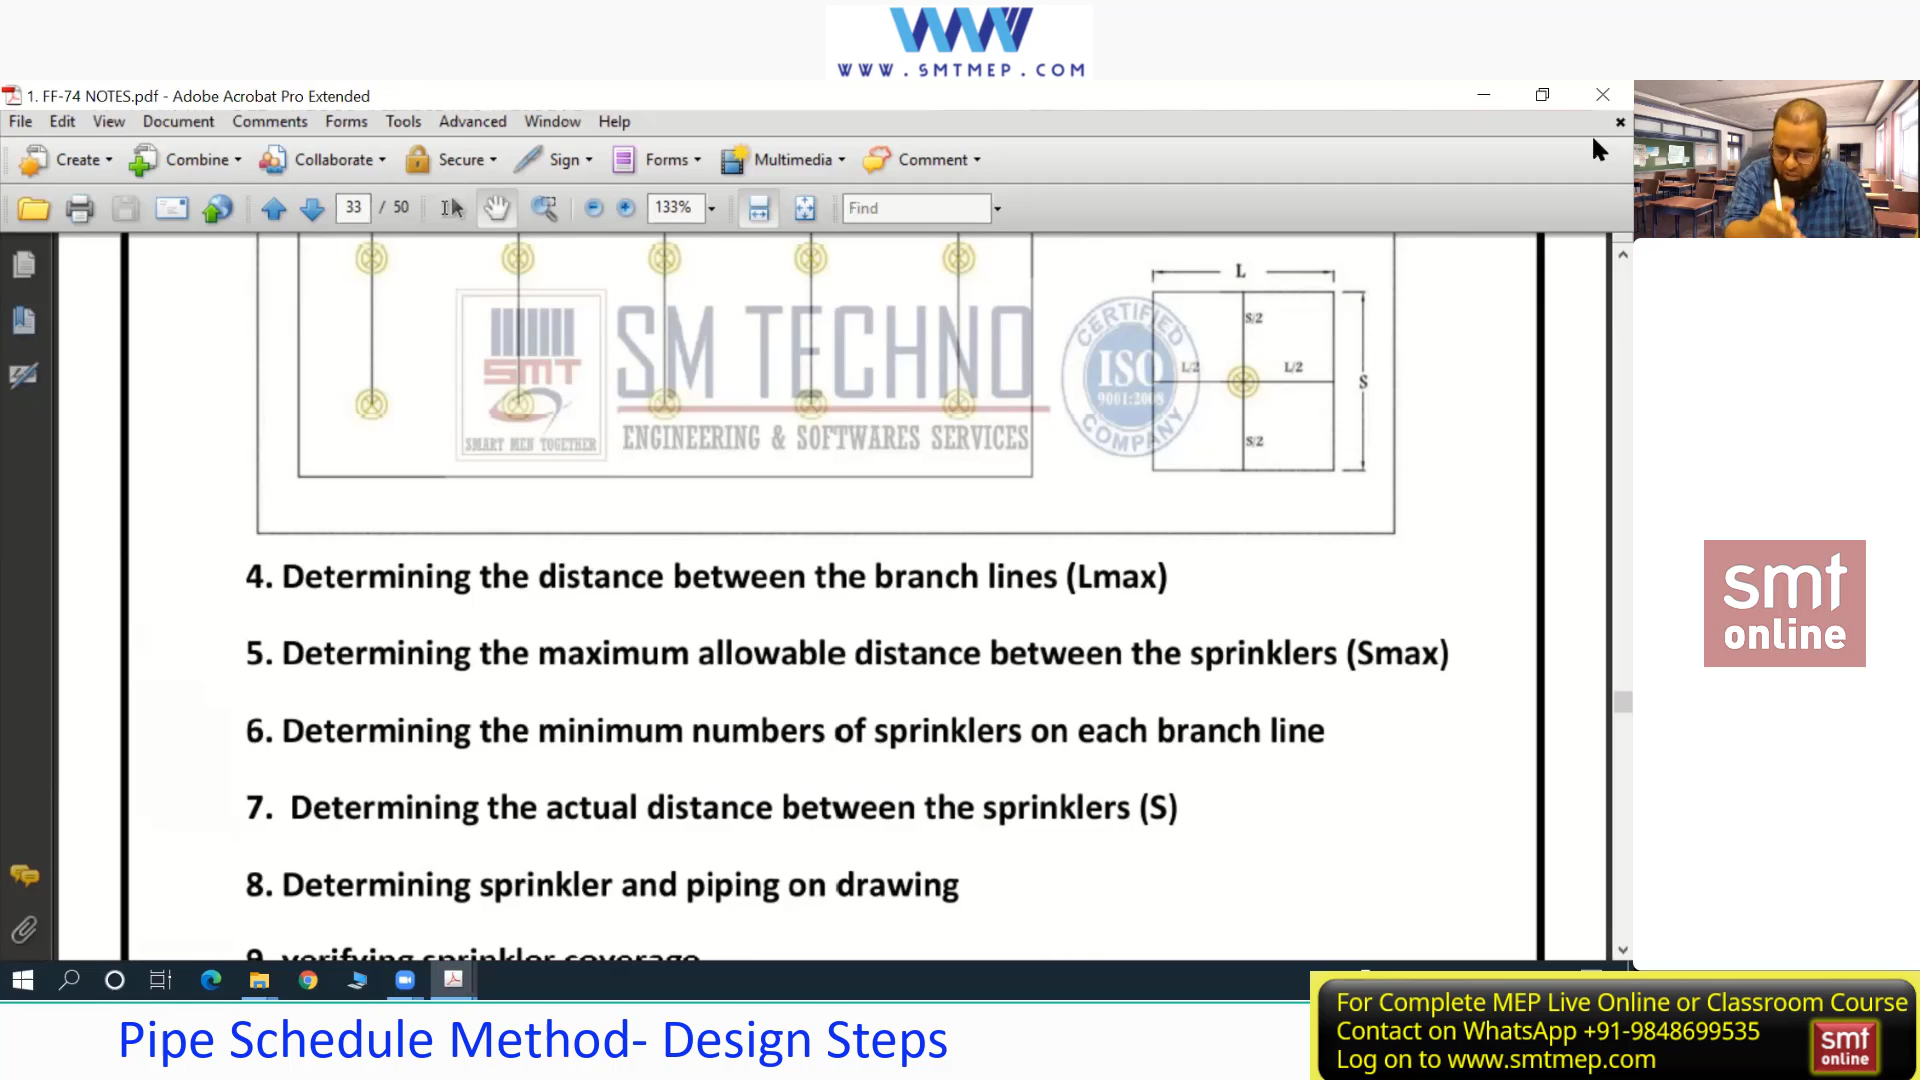 WWW.SMTMEP.COM
1. FF-74 NOTES.pdf - Adobe Acrobat Pro Extended
File Edit View Document Comments Forms Tools Advanced Window Help
Create Combine Collaborate Secure Sign Forms Multimedia Comment
33 / 50 133% Find
L
S/2
L/2 L/2 S
S/2
SMT
SMART MEN TOGETHER
SM TECHNO
ENGINEERING & SOFTWARES SERVICES
CERTIFIED
ISO
9001:2008
COMPANY
4. Determining the distance between the branch lines (Lmax)
5. Determining the maximum allowable distance between the sprinklers (Smax)
6. Determining the minimum numbers of sprinklers on each branch line
7. Determining the actual distance between the sprinklers (S)
8. Determining sprinkler and piping on drawing
9. verifying sprinkler coverage
smt
online
Pipe Schedule Method- Design Steps
For Complete MEP Live Online or Classroom Course
Contact on WhatsApp +91-9848699535
Log on to www.smtmep.com
smt
online